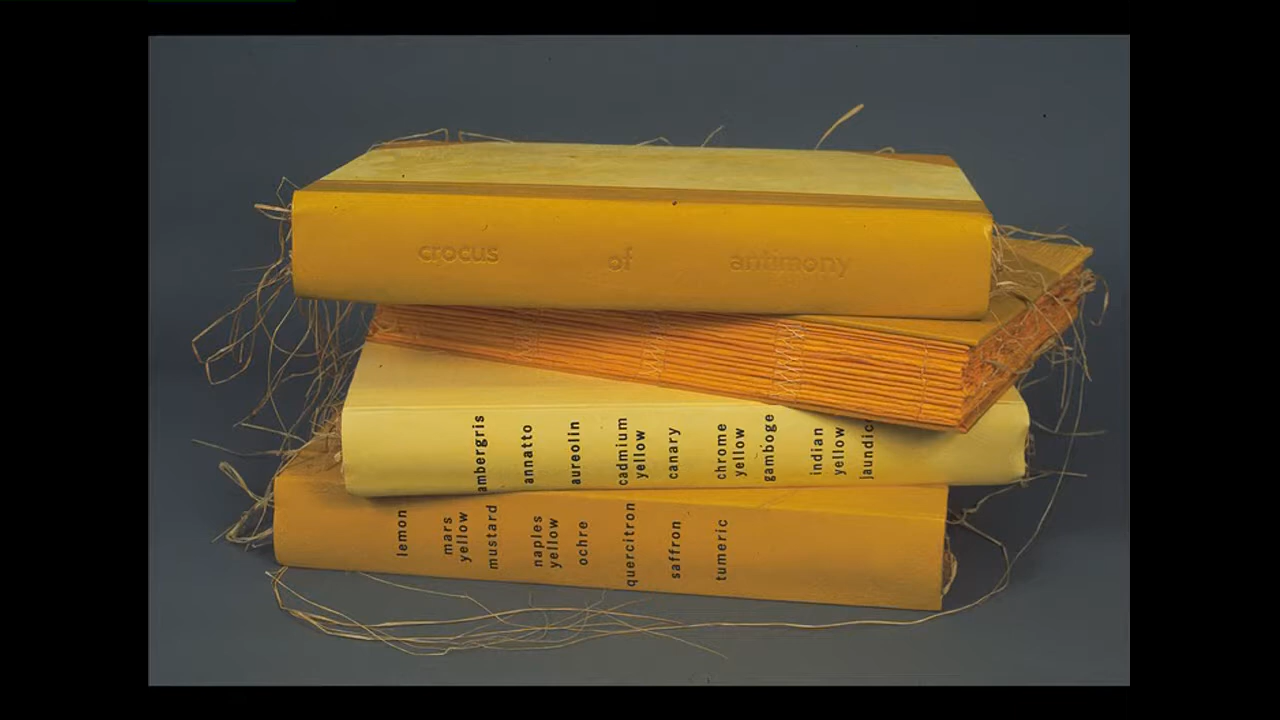 crocus of antimony
ambergris
annatto
aureolin
cadmium
yellow
canary
chrome
yellow
gamboge
indian
yellow
jaundice
lemon
mars
yellow
mustard
naples
yellow
ochre
quercitron
saffron
tumeric